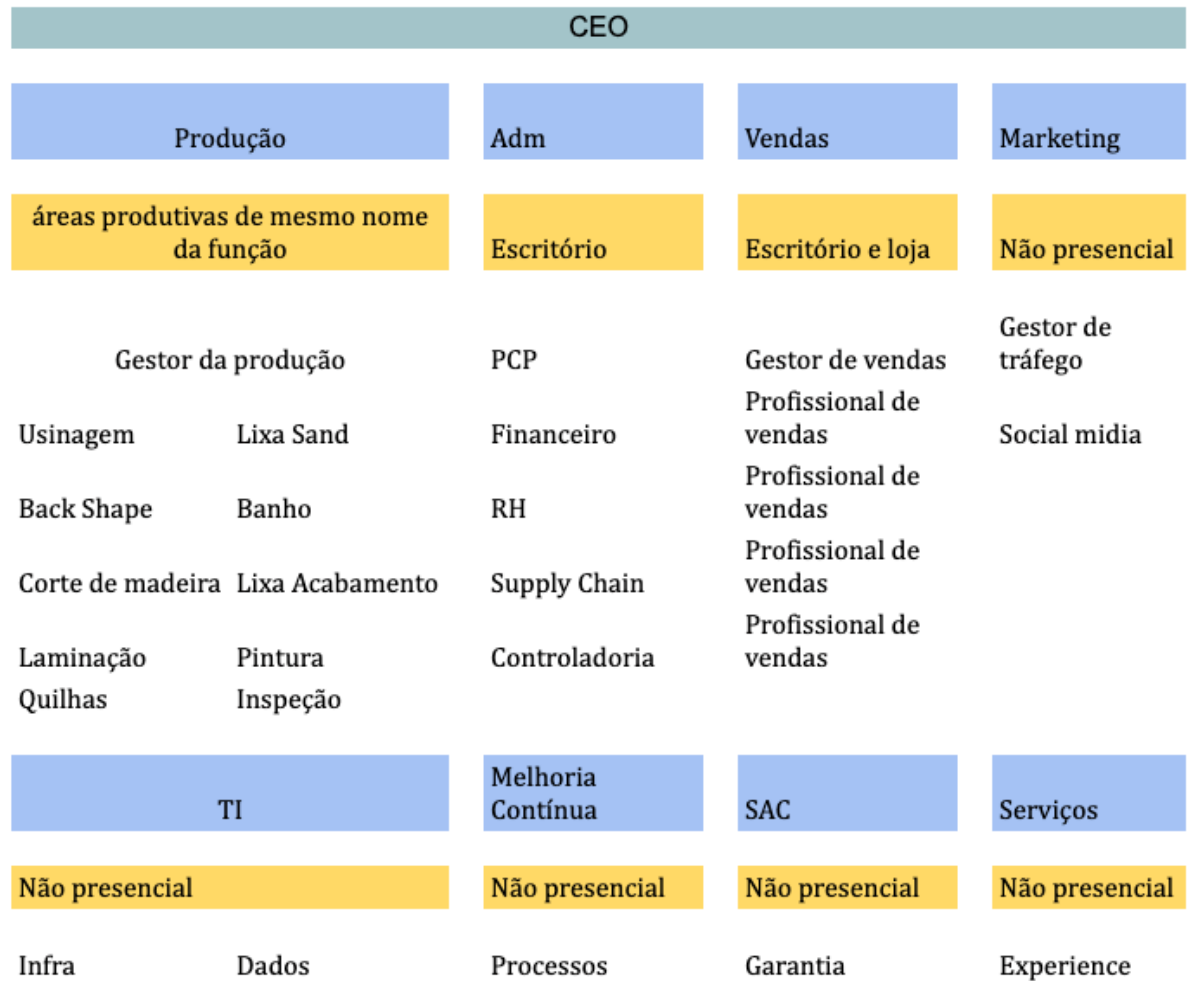 CEO
Produção
Adm
Vendas
Marketing
áreas produtivas de mesmo nome
da função
Escritório
Escritório e loja
Não presencial
Gestor da produção
PCP
Gestor de vendas
Gestor de
tráfego
Usinagem
Lixa Sand
Financeiro
Profissional de
vendas
Social midia
Back Shape
Banho
RH
Profissional de
vendas
Corte de madeira
Lixa Acabamento
Supply Chain
Profissional de
vendas
Laminação
Pintura
Controladoria
Profissional de
vendas
Quilhas
Inspeção
TI
Melhoria
Contínua
SAC
Serviços
Não presencial
Não presencial
Não presencial
Não presencial
Infra
Dados
Processos
Garantia
Experience